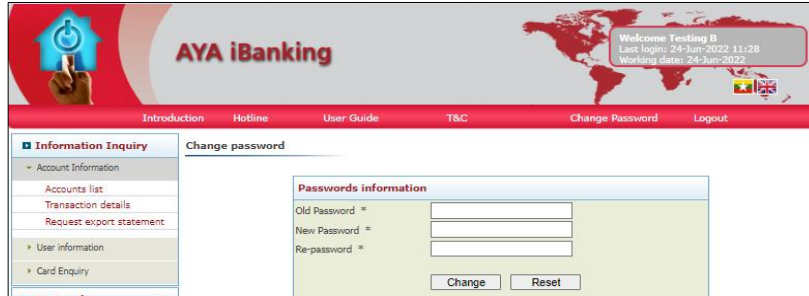 AYA iBanking
Welcome Testing B
Last login: 24-Jun-2022 11:28
Working date: 24-Jun-2022
Introduction Hotline User Guide T&C Change Password Logout
Information Inquiry
Account Information
Accounts list
Transaction details
Request export statement
User information
Card Enquiry
Change password
Passwords information
Old Password *
New Password *
Re-password *
Change Reset